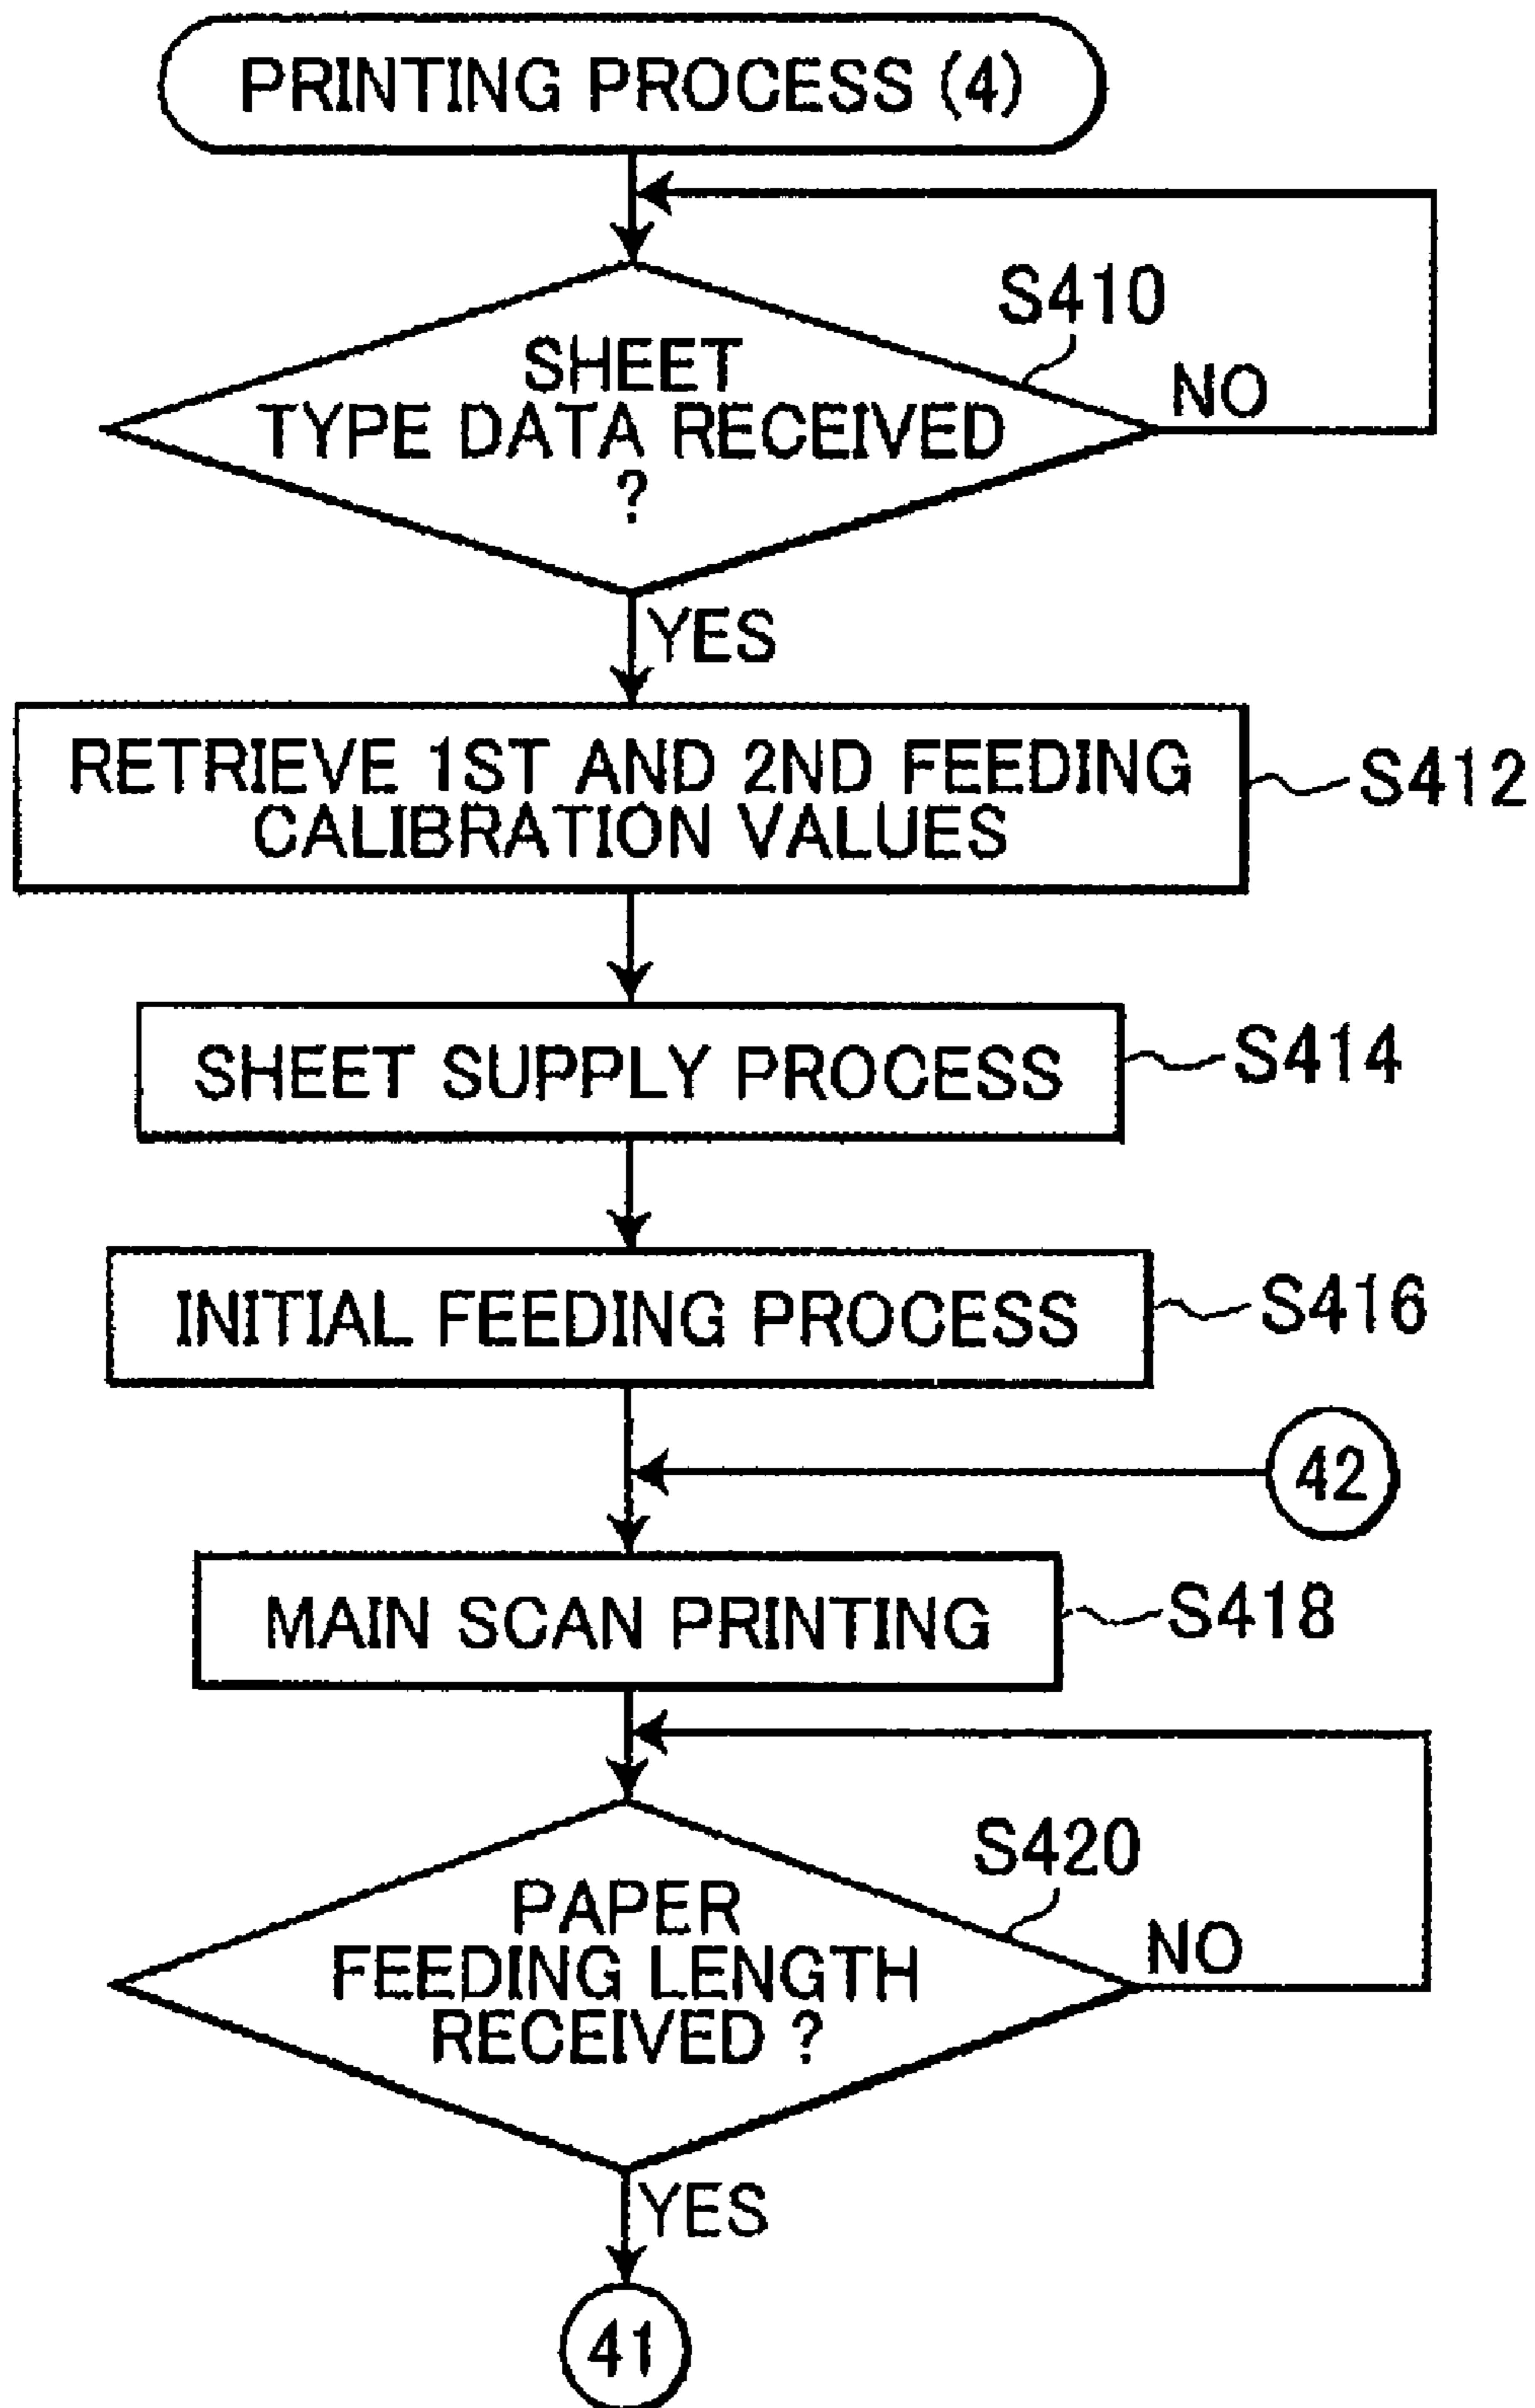 PRINTING PROCESS (4)
S410
SHEET
TYPE DATA RECEIVED
?
NO
YES
RETRIEVE 1ST AND 2ND FEEDING
CALIBRATION VALUES
S412
SHEET SUPPLY PROCESS
S414
INITIAL FEEDING PROCESS
S416
42
MAIN SCAN PRINTING
S418
S420
PAPER
FEEDING LENGTH
RECEIVED ?
NO
YES
41